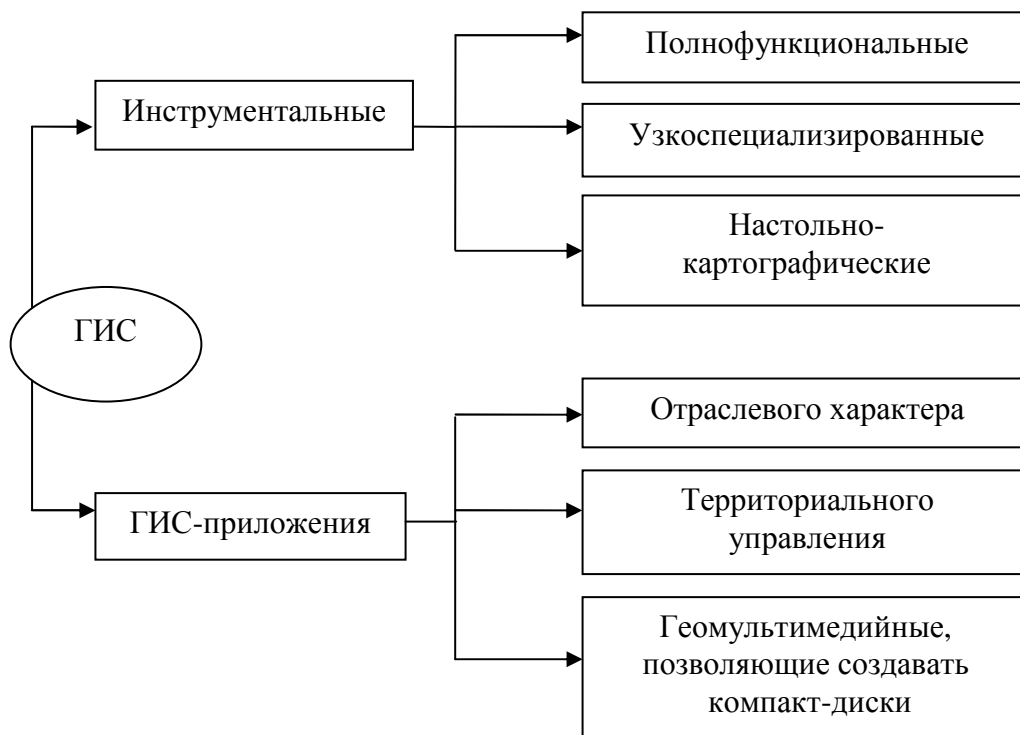 Полнофункциональные
Инструментальные
Узкоспециализированные
Настольно-
картографические
ГИС
Отраслевого характера
ГИС-приложения
Территориального
управления
Геомультимедийные,
позволяющие создавать
компакт-диски